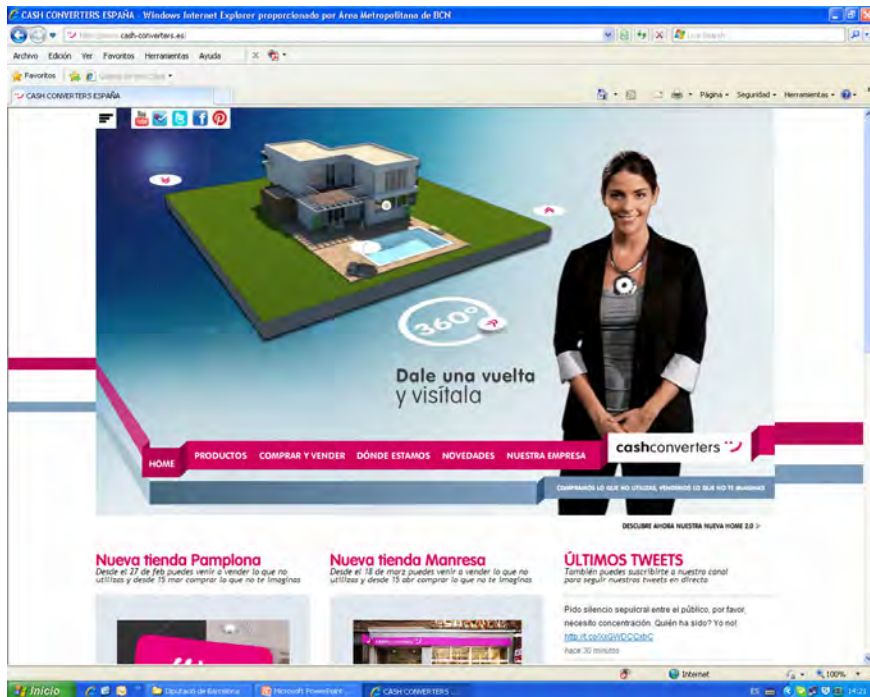 CASH CONVERTERS ESPAÑA - Windows Internet Explorer proporcionado por Área Metropolitana de BCN
cash-converters.es
Archivo Edición Ver Favoritos Herramientas Ayuda
Favoritos
CASH CONVERTERS ESPAÑA
Página Seguridad Herramientas
You
360º
Dale una vuelta
y visítala
HOME PRODUCTOS COMPRAR Y VENDER DÓNDE ESTAMOS NOVEDADES NUESTRA EMPRESA
cashconverters
COMPRAMOS LO QUE NO UTILIZAS, VENDEMOS LO QUE NO TE IMAGINAS
DESCUBRE AHORA NUESTRA NUEVA HOME 2.0 >
Nueva tienda Pamplona
Desde el 27 de feb puedes venir a vender lo que no
utilizas y desde 15 mar comprar lo que no te imaginas
Nueva tienda Manresa
Desde el 18 de marz puedes venir a vender lo que no
utilizas y desde 15 abr comprar lo que no te imaginas
ÚLTIMOS TWEETS
También puedes suscribirte a nuestro canal
para seguir nuestros tweets en directo
Pido silencio sepulcral entre el público, por favor,
necesito concentración. Quién ha sido? Yo no!
hace 30 minutos
Internet
100%
Inicio
Diputació de Barcelona
Microsoft PowerPoint ...
CASH CONVERTERS ...
ES
14:21